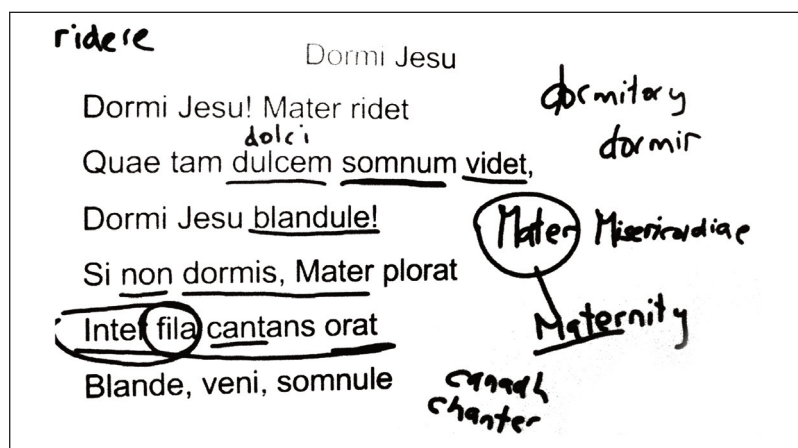 ridere
Dormi Jesu
Dormi Jesu! Mater ridet
dolci
Quae tam dulcem somnum videt,
Dormi Jesu blandule!
Si non dormis, Mater plorat
Inter fila cantans orat
Blande, veni, somnule
dormitory
dormir
Mater Misericordiae
Maternity
canadh
chanter